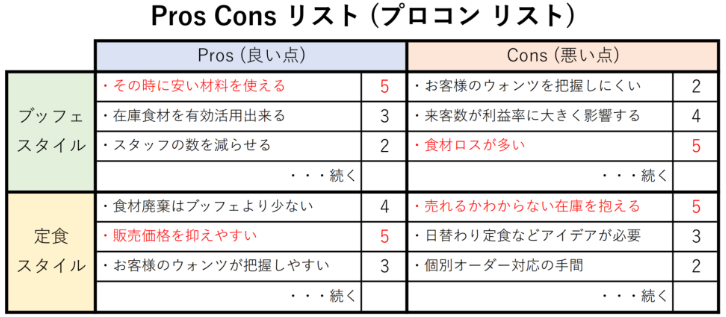 Pros Cons リスト (プロコン リスト)
Pros (良い点) Cons (悪い点)
ブッフェ
スタイル
・その時に安い材料を使える 5 ・お客様のウォンツを把握しにくい 2
・在庫食材を有効活用出来る 3 ・来客数が利益率に大きく影響する 4
・スタッフの数を減らせる 2 ・食材ロスが多い 5
・・・続く ・・・続く
定食
スタイル
・食材廃棄はブッフェより少ない 4 ・売れるかわからない在庫を抱える 5
・販売価格を抑えやすい 5 ・日替わり定食などアイデアが必要 3
・お客様のウォンツが把握しやすい 3 ・個別オーダー対応の手間 2
・・・続く ・・・続く